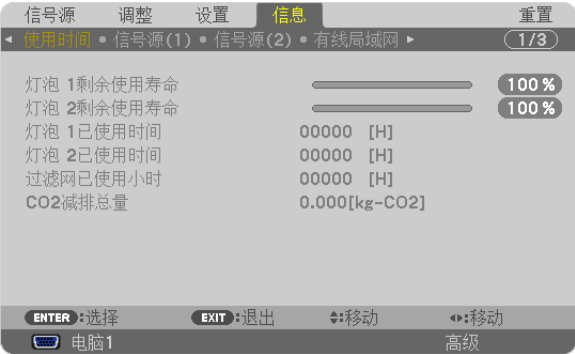 信号源 调整 设置 信息 重置
◂ 使用时间 • 信号源(1) • 信号源(2) • 有线局域网 ▸ 1/3
灯泡 1剩余使用寿命 100%
灯泡 2剩余使用寿命 100%
灯泡 1已使用时间 00000 [H]
灯泡 2已使用时间 00000 [H]
过滤网已使用小时 00000 [H]
CO2减排总量 0.000[kg-CO2]
ENTER:选择 EXIT:退出 ♦:移动 ◂▸:移动
电脑1 高级